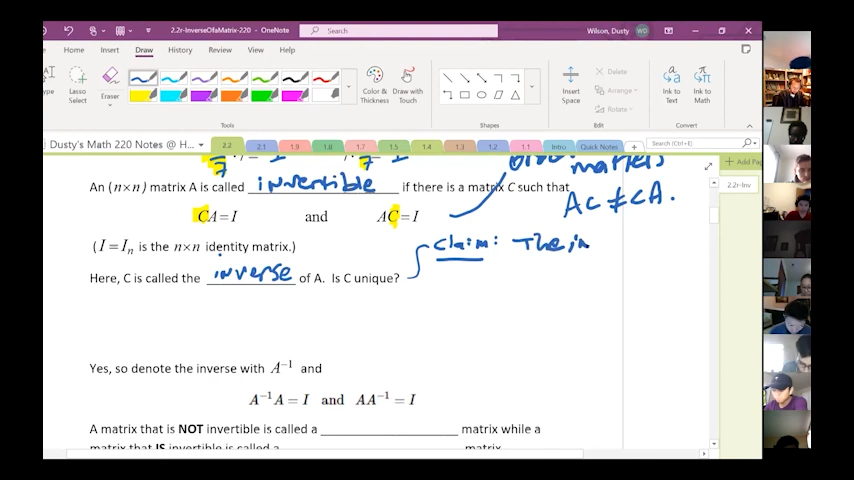 2.2r-InverseOfaMatrix-220 - OneNote
Search
Wilson, Dusty
WD
Home Insert Draw History Review View Help
Type
Lasso Select
Eraser
Color & Thickness
Draw with Touch
Insert Space
Delete
Arrange
Rotate
Ink to Text
Ink to Math
Tools
Shapes
Edit
Convert
Dusty's Math 220 Notes @ H... 2.2 2.1 1.9 1.8 1.7 1.5 1.4 1.3 1.2 1.1 Intro Quick Notes + Search (Ctrl+E)
Add Pag
2.2r-Inv
matters
AC ≠ CA.
An (n×n) matrix A is called invertible if there is a matrix C such that
CA = I and AC = I
(I = Iₙ is the n×n identity matrix.)
Claim: The in
Here, C is called the inverse of A. Is C unique?
Yes, so denote the inverse with A⁻¹ and
A⁻¹A = I and AA⁻¹ = I
A matrix that is NOT invertible is called a ____________ matrix while a
matrix that IS invertible is called a ____________ matrix